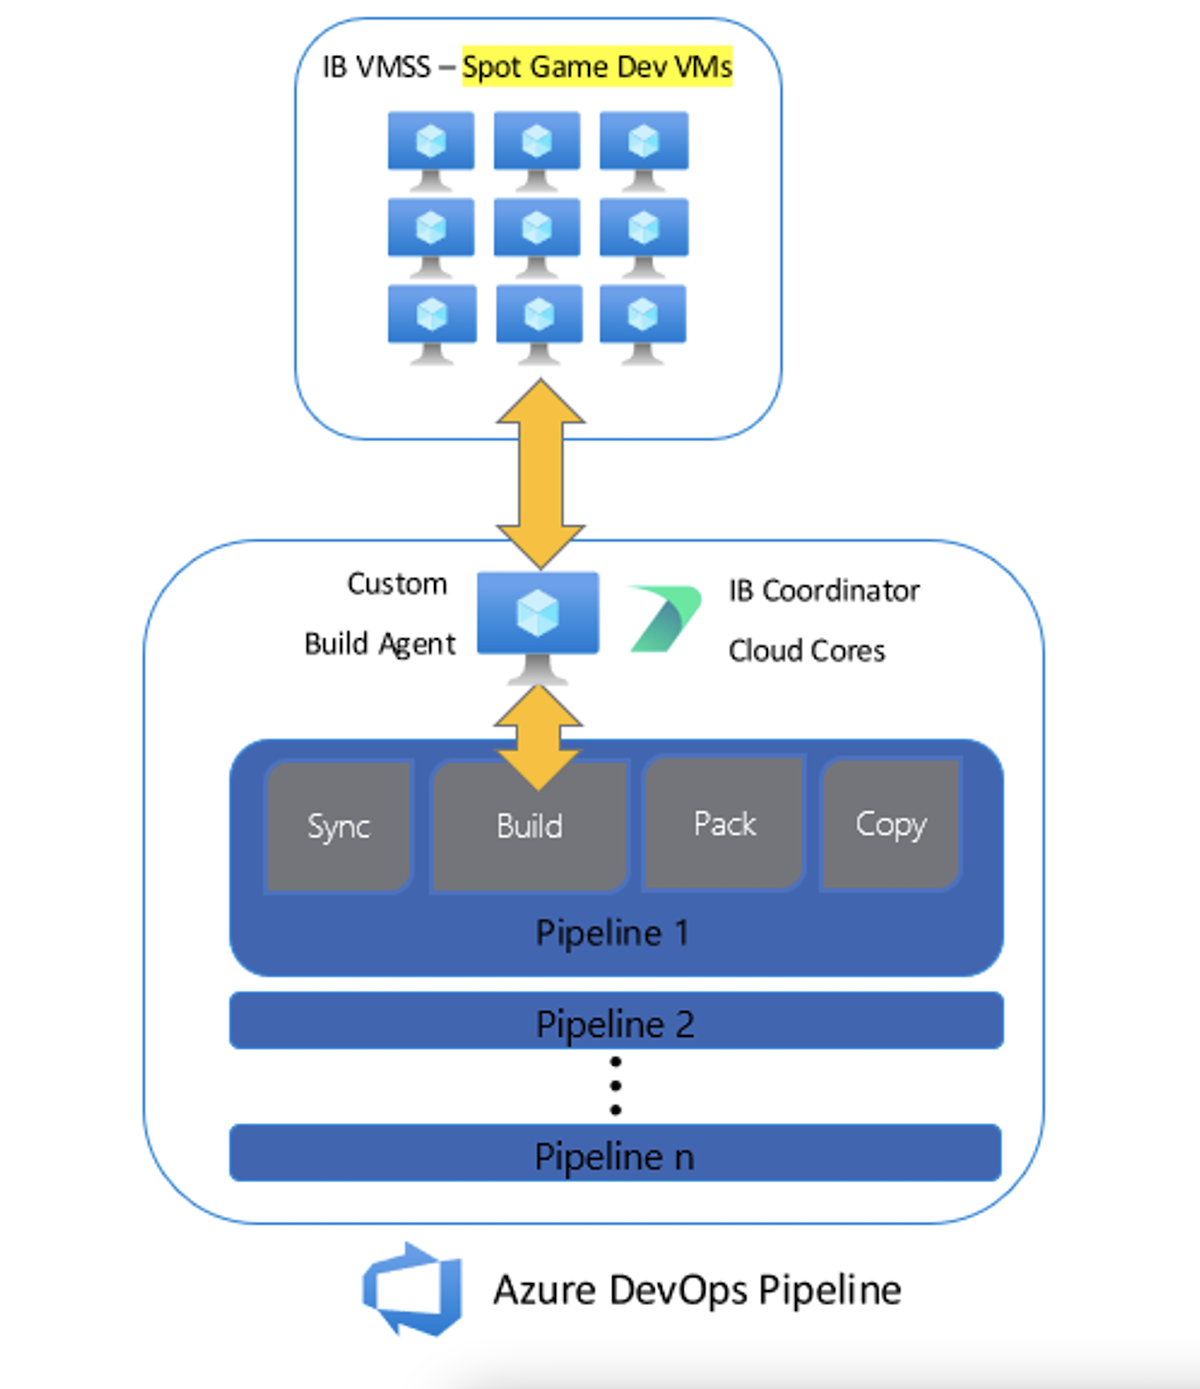 IB VMSS – Spot Game Dev VMs
Custom
Build Agent
IB Coordinator
Cloud Cores
Sync
Build
Pack
Copy
Pipeline 1
Pipeline 2
Pipeline n
Azure DevOps Pipeline